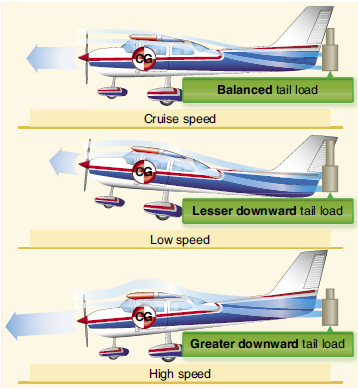 CG
Balanced tail load
Cruise speed
CG
Lesser downward tail load
Low speed
CG
Greater downward tail load
High speed